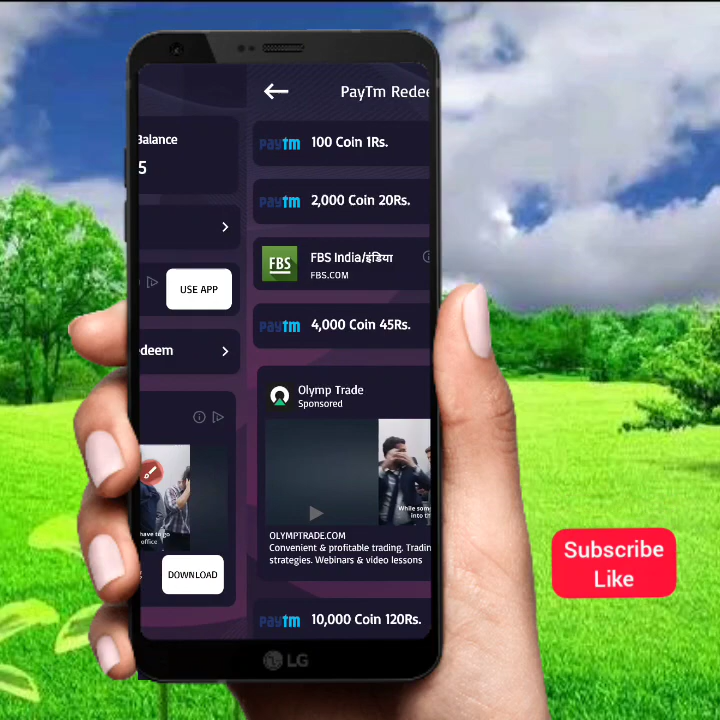 Balance
5
USE APP
deem
have to go
office
DOWNLOAD
PayTm Redee
paytm 100 Coin 1Rs.
paytm 2,000 Coin 20Rs.
FBS
FBS India/इंडिया
FBS.COM
paytm 4,000 Coin 45Rs.
Olymp Trade
Sponsored
While som
into th
OLYMPTRADE.COM
Convenient & profitable trading. Tradin
strategies. Webinars & video lessons
paytm 10,000 Coin 120Rs.
LG
Subscribe
Like